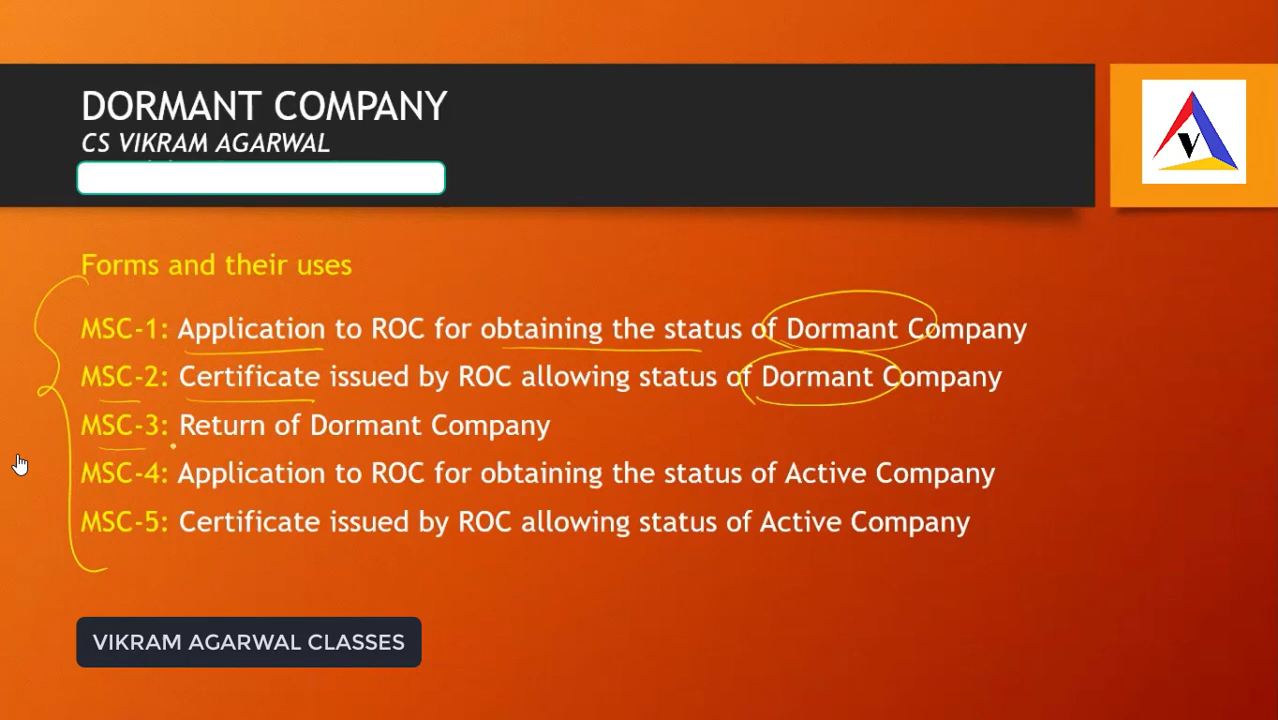 DORMANT COMPANY
CS VIKRAM AGARWAL
V
Forms and their uses
MSC-1: Application to ROC for obtaining the status of Dormant Company
MSC-2: Certificate issued by ROC allowing status of Dormant Company
MSC-3: Return of Dormant Company
MSC-4: Application to ROC for obtaining the status of Active Company
MSC-5: Certificate issued by ROC allowing status of Active Company
VIKRAM AGARWAL CLASSES